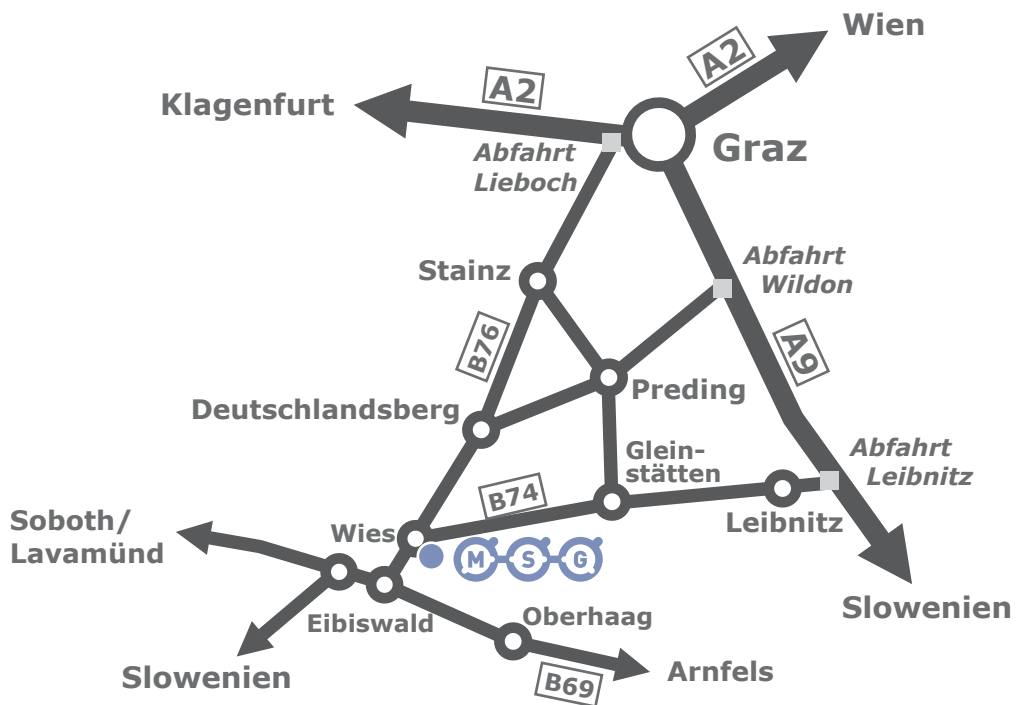 Wien
A2
A2
Klagenfurt
Graz
Abfahrt
Lieboch
Abfahrt
Wildon
Stainz
B76
A9
Preding
Deutschlandsberg
Glein-
stätten
Abfahrt
Leibnitz
B74
Soboth/
Lavamünd
Wies
Leibnitz
M S G
Slowenien
Eibiswald
Oberhaag
Slowenien
Arnfels
B69